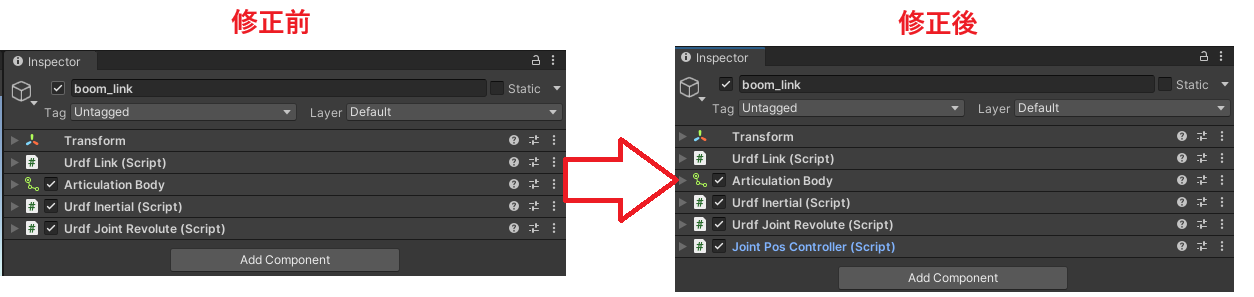 修正前
修正後
Inspector
boom_link
Static
Tag Untagged
Layer Default
Transform
# Urdf Link (Script)
Articulation Body
# Urdf Inertial (Script)
# Urdf Joint Revolute (Script)
Add Component
Inspector
boom_link
Static
Tag Untagged
Layer Default
Transform
# Urdf Link (Script)
Articulation Body
# Urdf Inertial (Script)
# Urdf Joint Revolute (Script)
# Joint Pos Controller (Script)
Add Component